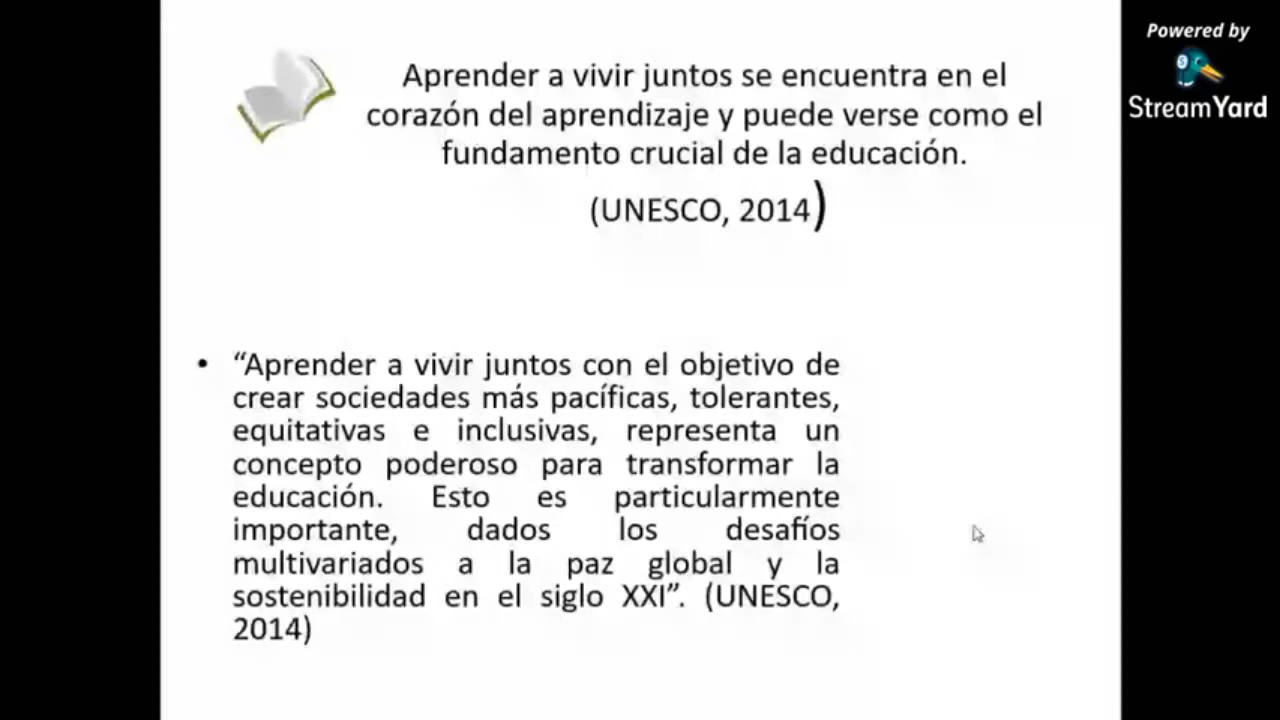 Powered by
StreamYard
Aprender a vivir juntos se encuentra en el
corazón del aprendizaje y puede verse como el
fundamento crucial de la educación.
(UNESCO, 2014)
• “Aprender a vivir juntos con el objetivo de
crear sociedades más pacíficas, tolerantes,
equitativas e inclusivas, representa un
concepto poderoso para transformar la
educación. Esto es particularmente
importante, dados los desafíos
multivariados a la paz global y la
sostenibilidad en el siglo XXI”. (UNESCO,
2014)